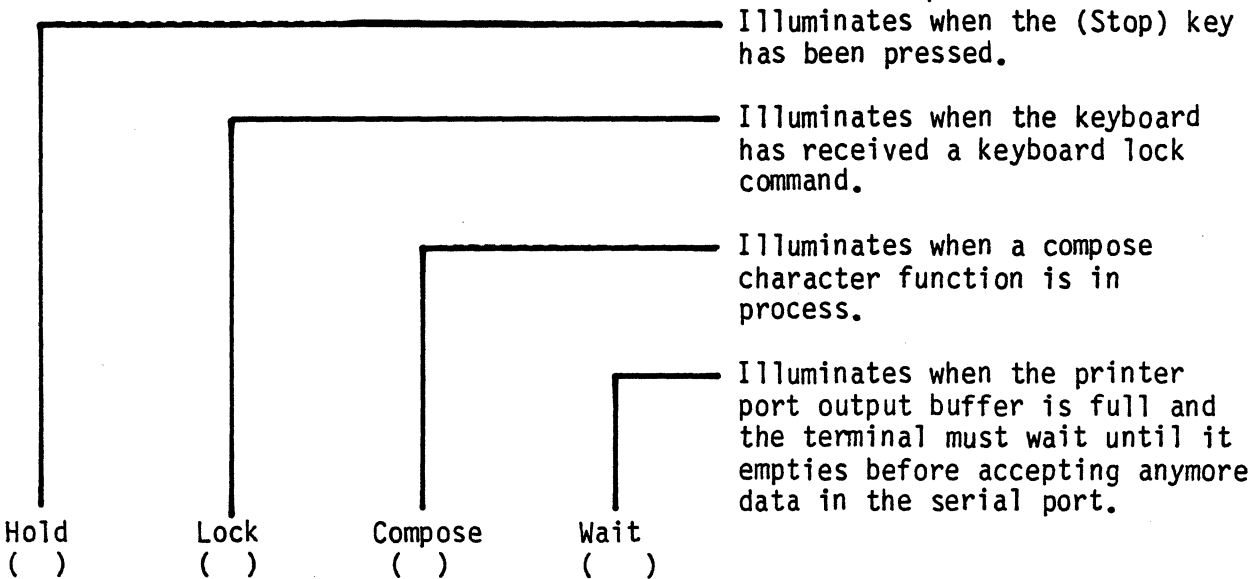 Illuminates when the (Stop) key
has been pressed.
Illuminates when the keyboard
has received a keyboard lock
command.
Illuminates when a compose
character function is in
process.
Illuminates when the printer
port output buffer is full and
the terminal must wait until it
empties before accepting anymore
data in the serial port.
Hold Lock Compose Wait
( ) ( ) ( ) ( )